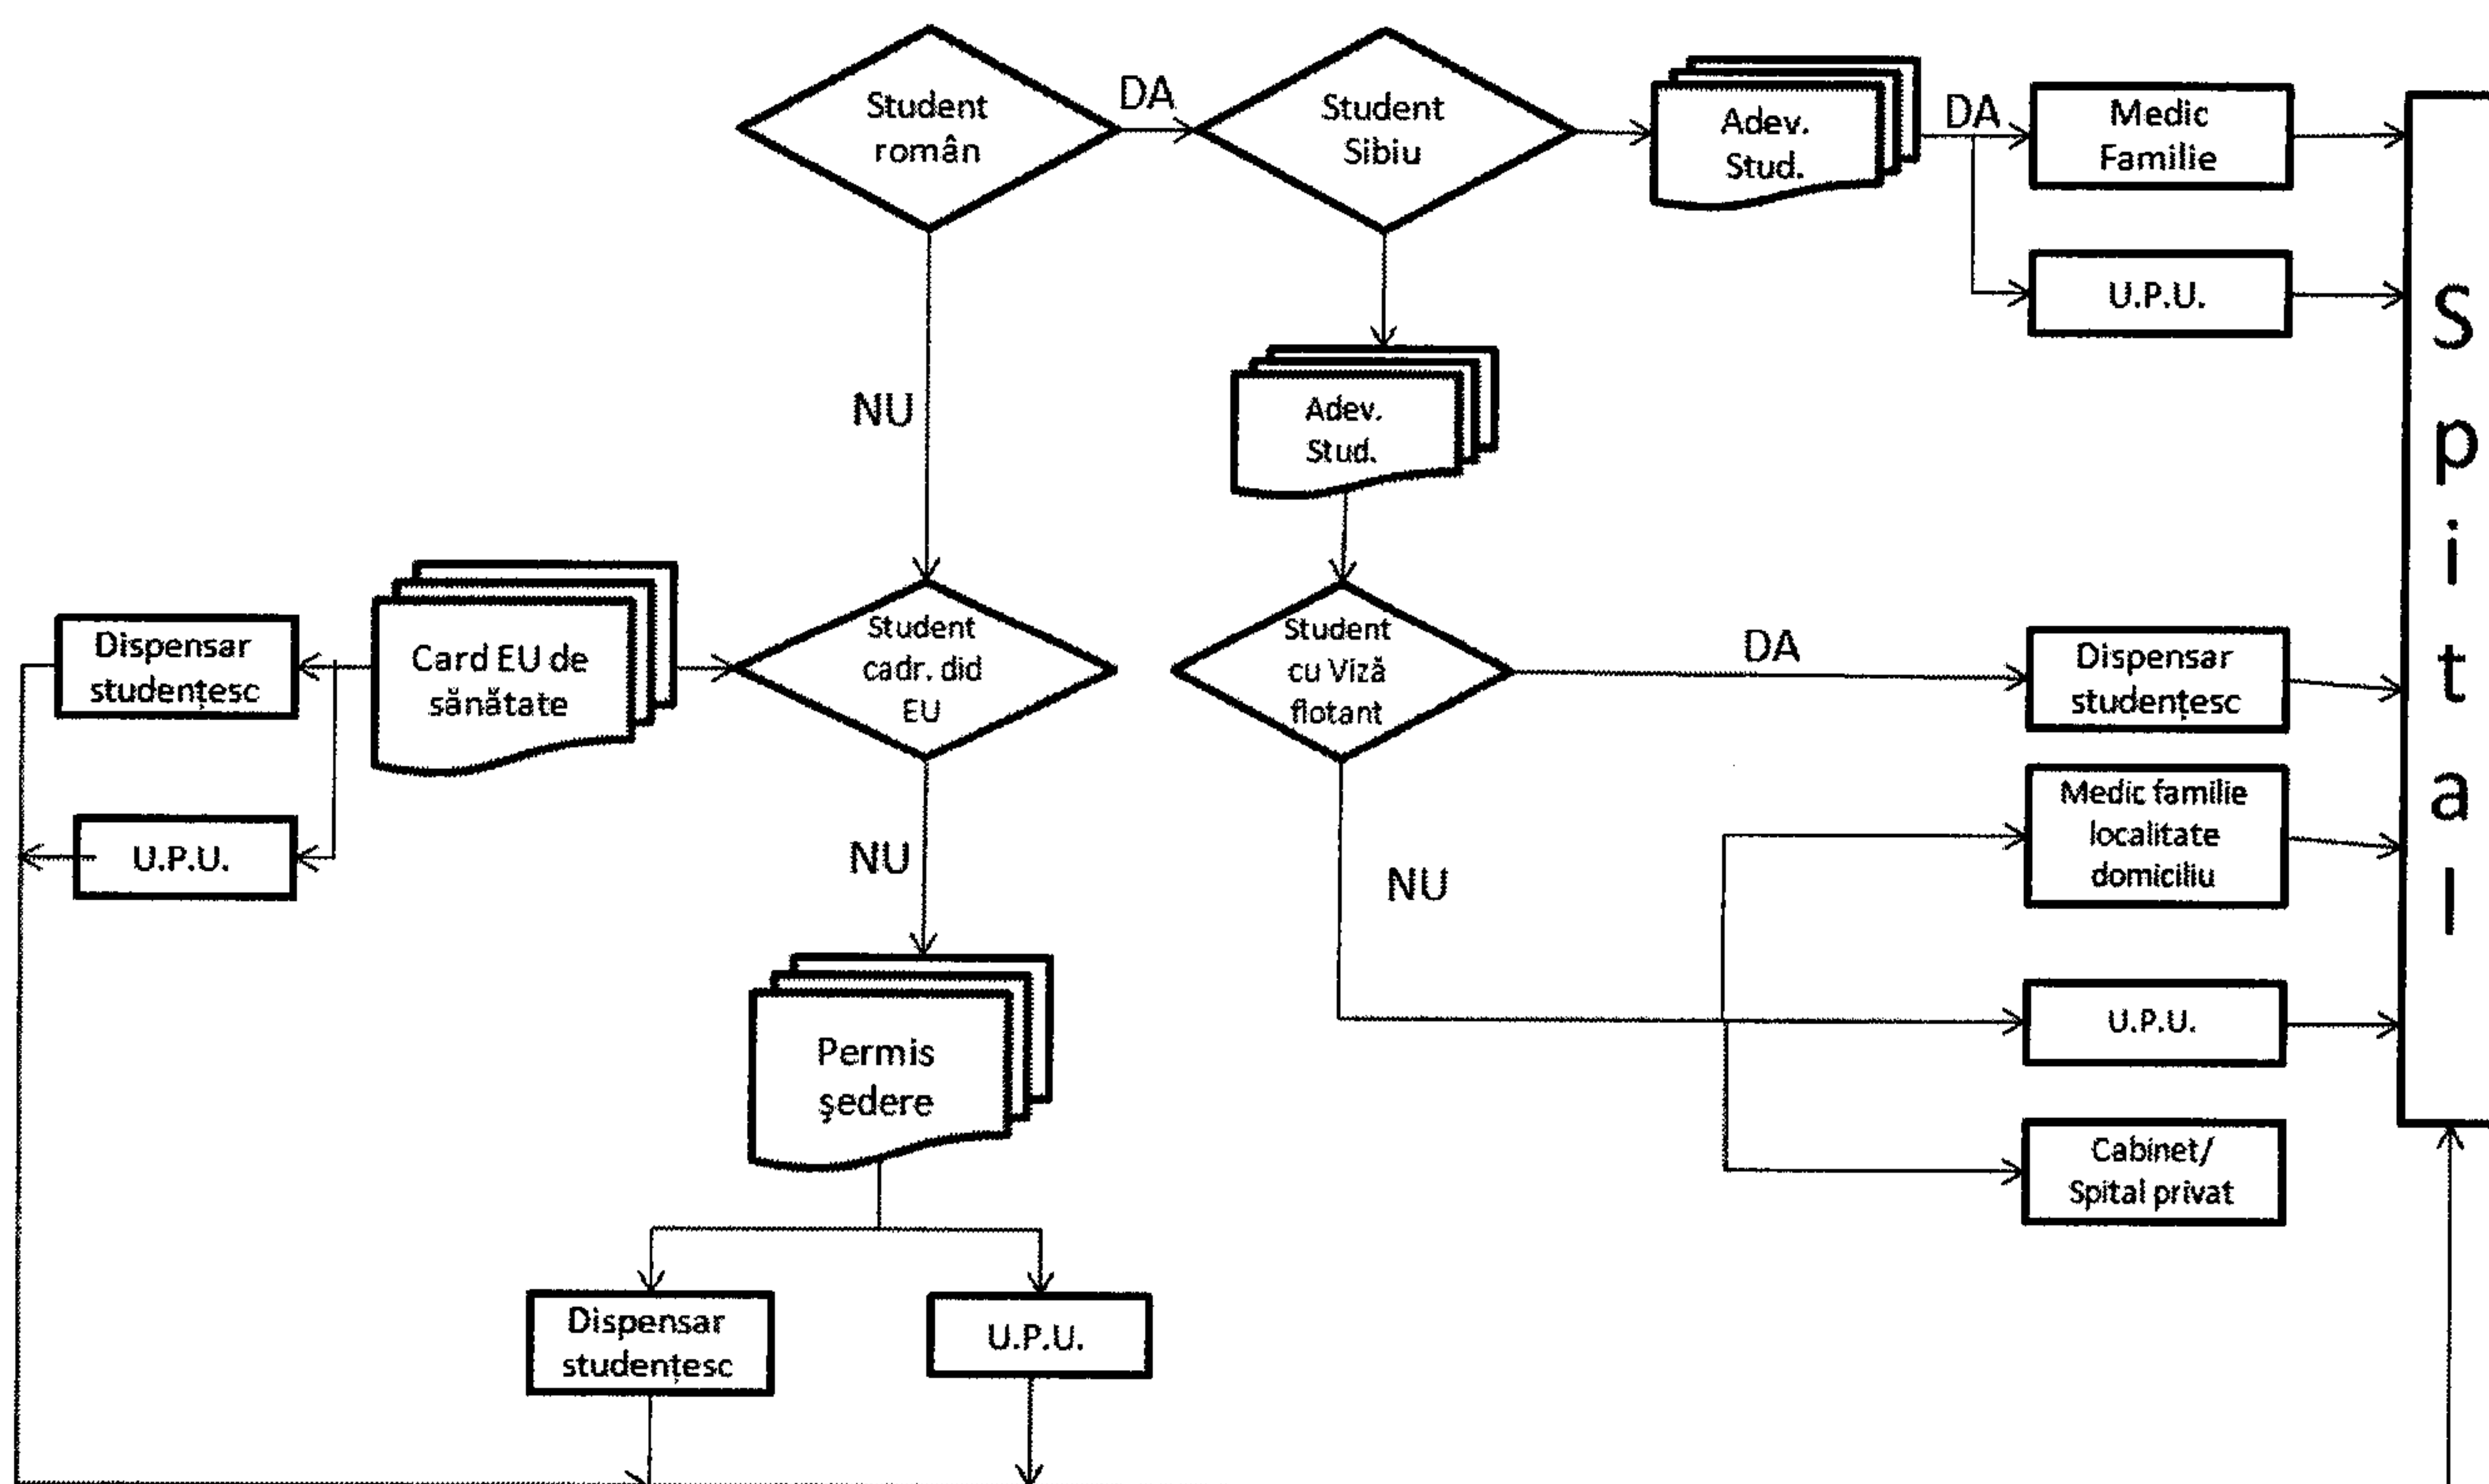 Student
român
DA
Student
Sibiu
Adev.
Stud.
DA
Medic
Familie
U.P.U.
Spital
NU
Adev.
Stud.
Dispensar
studențesc
Card EU de
sănătate
Student
cadr. did
EU
Student
cu Viză
flotant
DA
Dispensar
studențesc
U.P.U.
NU
NU
Medic familie
localitate
domiciliu
Permis
şedere
U.P.U.
Cabinet/
Spital privat
Dispensar
studențesc
U.P.U.